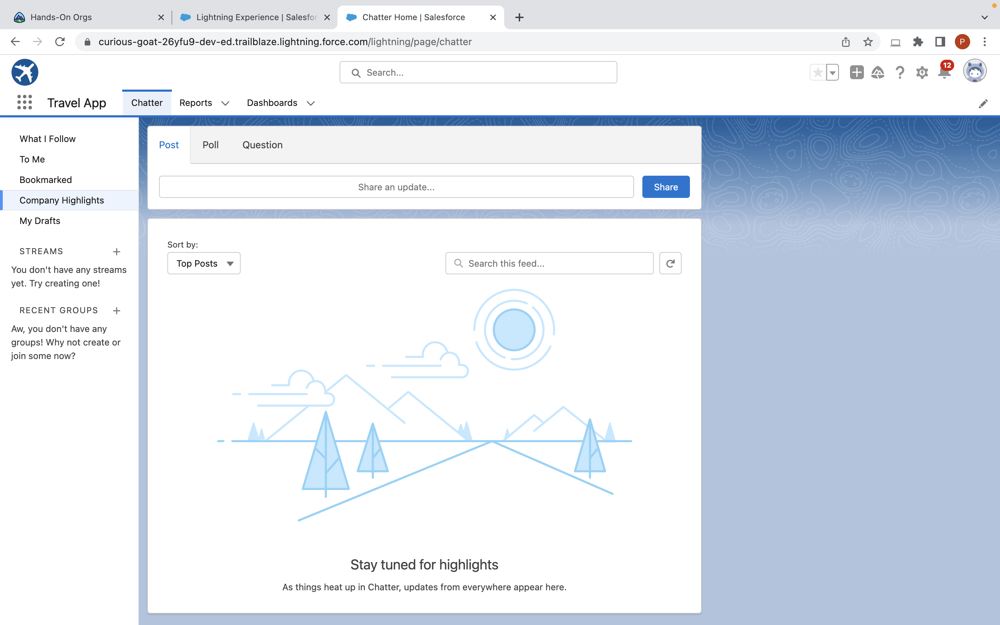 Hands-On Orgs
Lightning Experience | Salesfor
Chatter Home | Salesforce
curious-goat-26yfu9-dev-ed.trailblaze.lightning.force.com/lightning/page/chatter
P
Search...
12
Travel App
Chatter
Reports
Dashboards
What I Follow
To Me
Bookmarked
Company Highlights
My Drafts
STREAMS
You don't have any streams
yet. Try creating one!
RECENT GROUPS
Aw, you don't have any
groups! Why not create or
join some now?
Post
Poll
Question
Share an update...
Share
Sort by:
Top Posts
Search this feed...
Stay tuned for highlights
As things heat up in Chatter, updates from everywhere appear here.